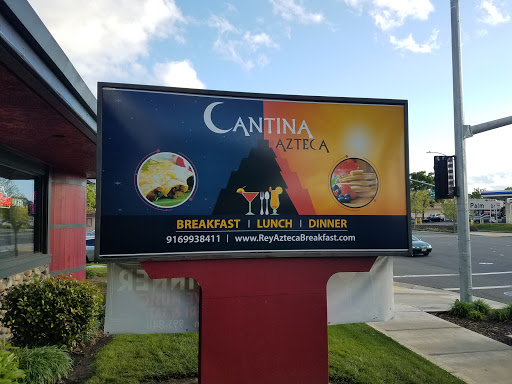 CANTINA
AZTECA
BREAKFAST | LUNCH | DINNER
9169938411 | www.ReyAztecaBreakfast.com